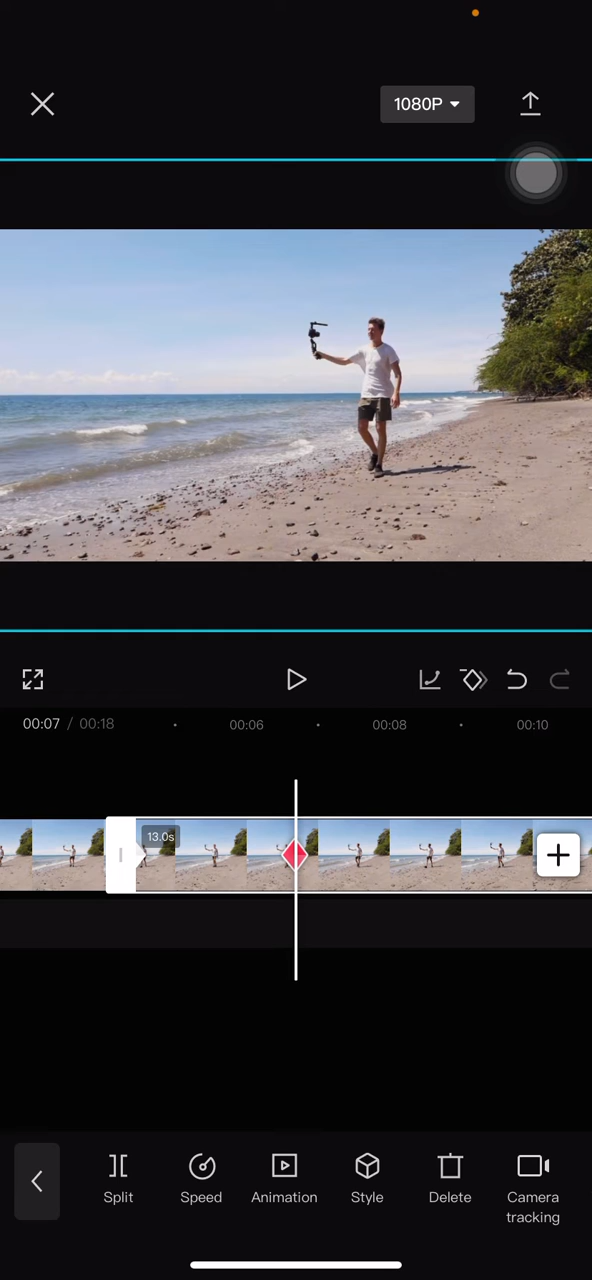 1080P
00:07 / 00:18
00:06
00:08
00:10
13.0s
Split
Speed
Animation
Style
Delete
Camera
tracking